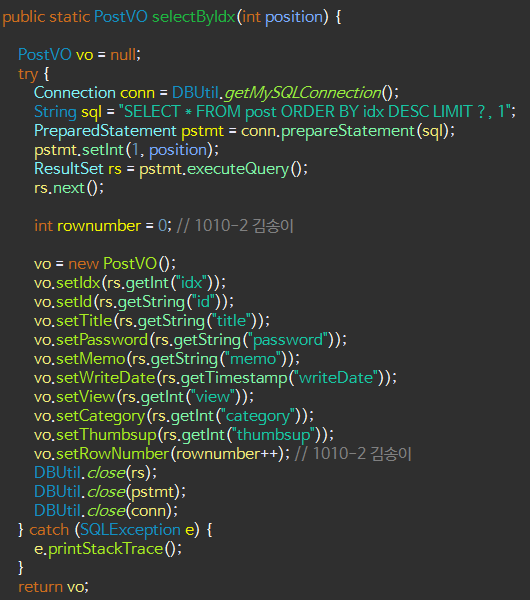 public static PostVO selectByIdx(int position) {
PostVO vo = null;
try {
Connection conn = DBUtil.getMySQLConnection();
String sql = "SELECT * FROM post ORDER BY idx DESC LIMIT ?, 1";
PreparedStatement pstmt = conn.prepareStatement(sql);
pstmt.setInt(1, position);
ResultSet rs = pstmt.executeQuery();
rs.next();
int rownumber = 0; // 1010-2 김송이
vo = new PostVO();
vo.setIdx(rs.getInt("idx"));
vo.setId(rs.getString("id"));
vo.setTitle(rs.getString("title"));
vo.setPassword(rs.getString("password"));
vo.setMemo(rs.getString("memo"));
vo.setWriteDate(rs.getTimestamp("writeDate"));
vo.setView(rs.getInt("view"));
vo.setCategory(rs.getInt("category"));
vo.setThumbsup(rs.getInt("thumbsup"));
vo.setRowNumber(rownumber++); // 1010-2 김송이
DBUtil.close(rs);
DBUtil.close(pstmt);
DBUtil.close(conn);
} catch (SQLException e) {
e.printStackTrace();
}
return vo;